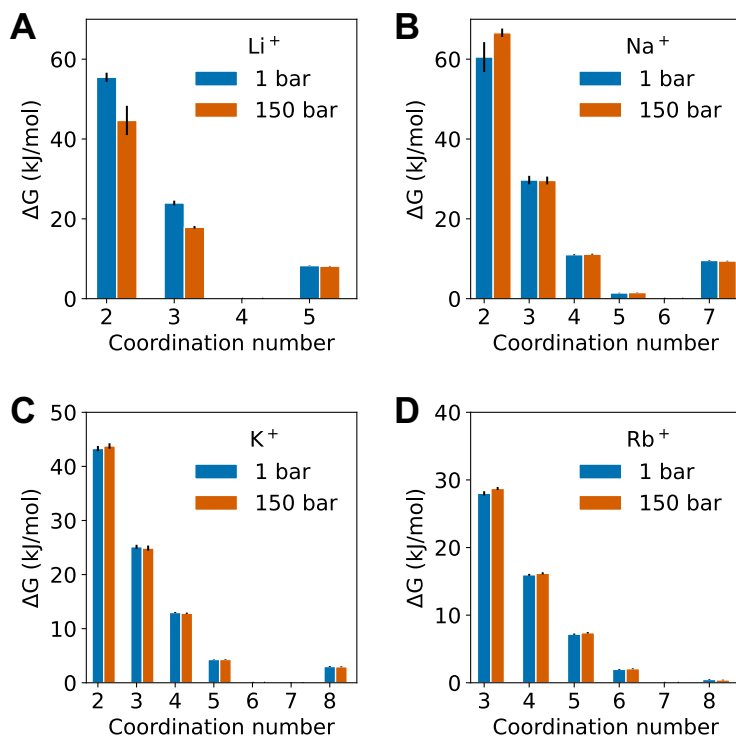 A
Li+
1 bar
150 bar
ΔG (kJ/mol)
60
40
20
0
2 3 4 5
Coordination number
B
Na+
1 bar
150 bar
ΔG (kJ/mol)
60
40
20
0
2 3 4 5 6 7
Coordination number
C
K+
1 bar
150 bar
ΔG (kJ/mol)
50
40
30
20
10
0
2 3 4 5 6 7 8
Coordination number
D
Rb+
1 bar
150 bar
ΔG (kJ/mol)
40
30
20
10
0
3 4 5 6 7 8
Coordination number